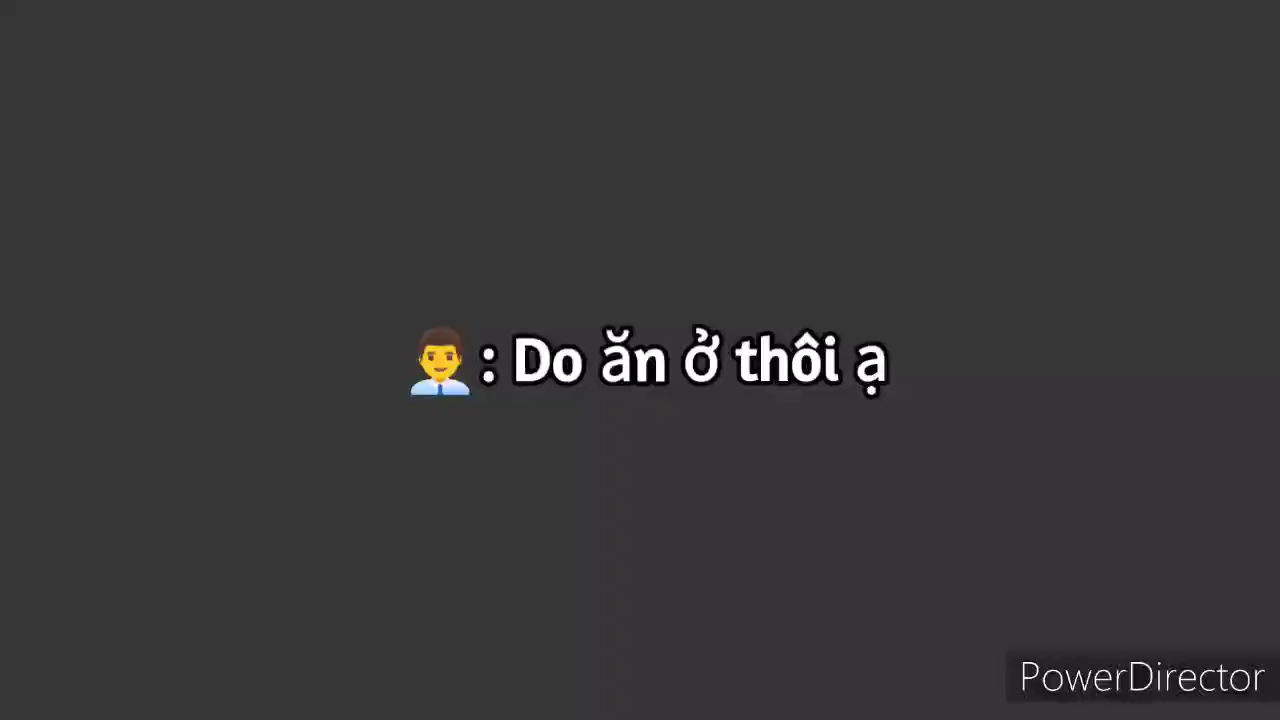 👨‍💼: Do ăn ở thôi ạ
PowerDirector